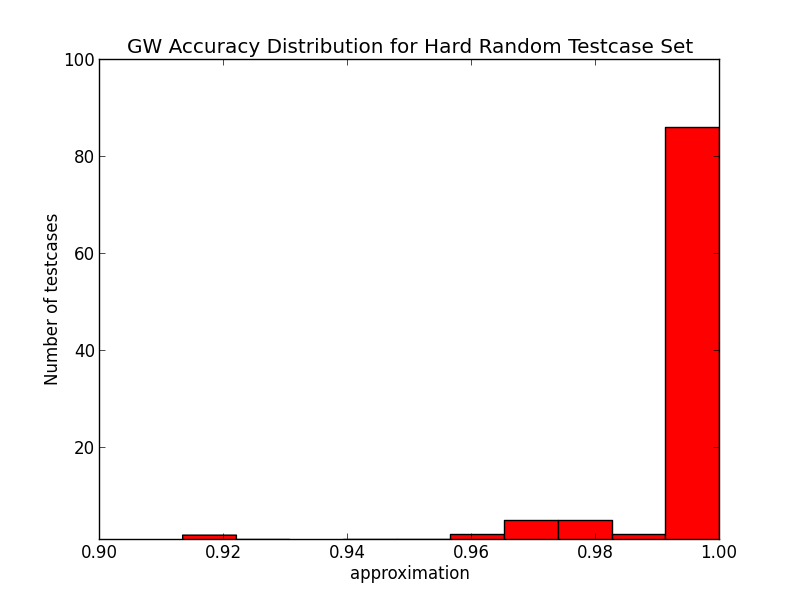 GW Accuracy Distribution for Hard Random Testcase Set
100
80
60
40
20
Number of testcases
0.90 0.92 0.94 0.96 0.98 1.00
approximation